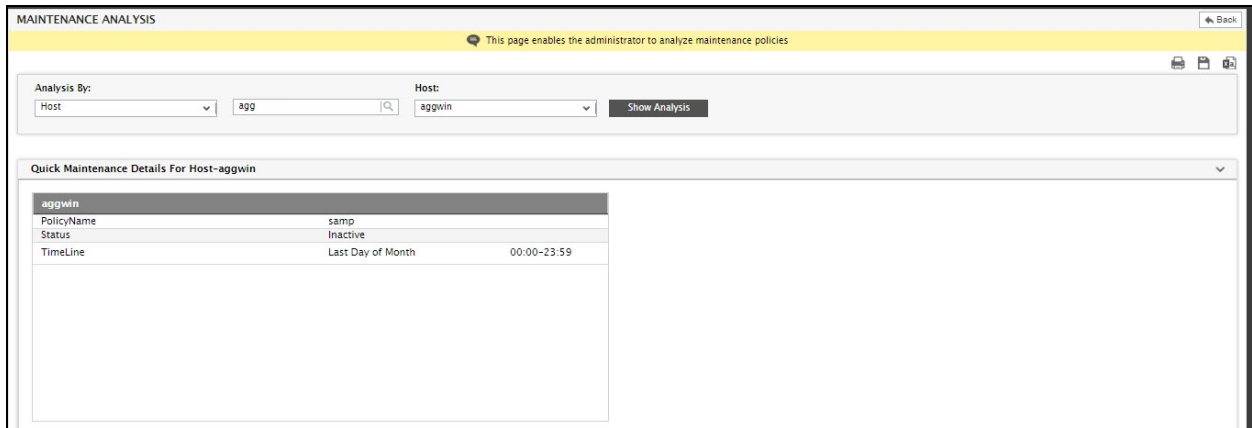 MAINTENANCE ANALYSIS
Back
This page enables the administrator to analyze maintenance policies
Analysis By:
Host:
Host
agg
aggwin
Show Analysis
Quick Maintenance Details For Host-aggwin
aggwin
PolicyName samp
Status Inactive
TimeLine Last Day of Month 00:00-23:59